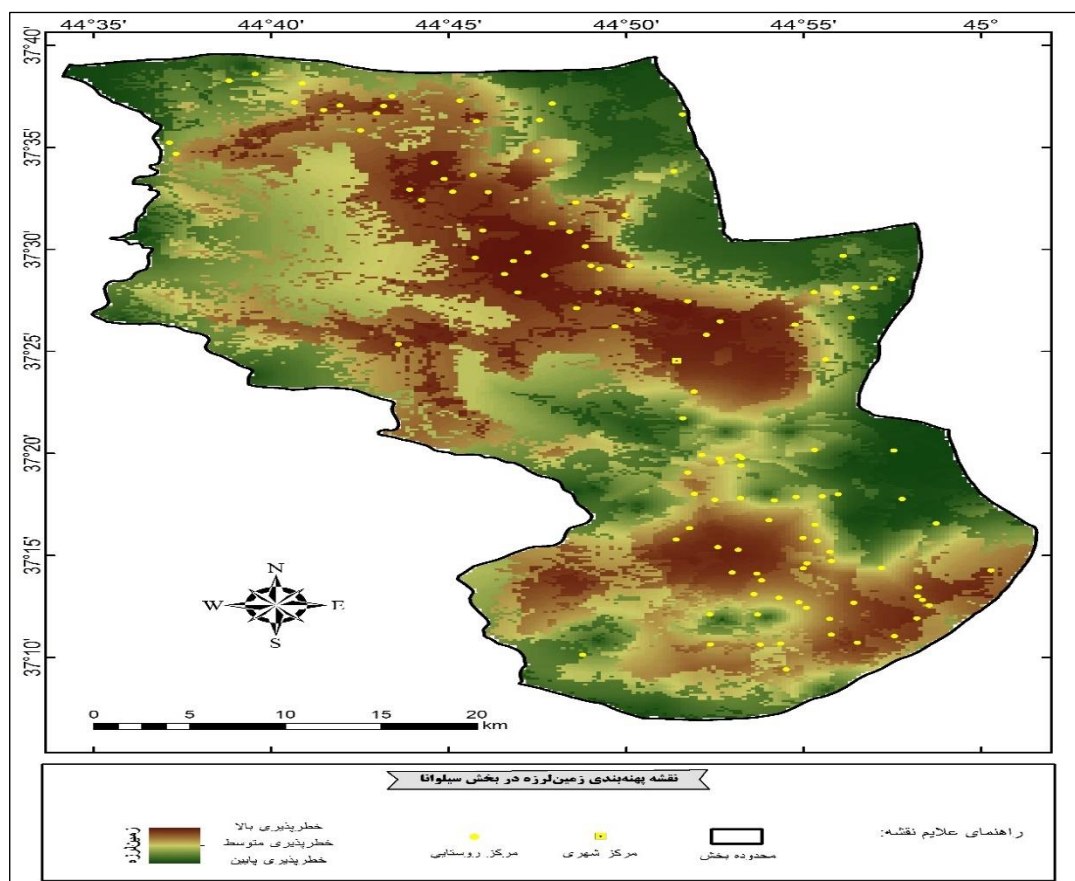 44°35' 44°40' 44°45' 44°50' 44°55' 45°
37°40'
37°35'
37°30'
37°25'
37°20'
37°15'
37°10'
N
W E
S
0 5 10 15 20
km
نقشه پهنه‌بندی زمین‌لرزه در بخش سیلوانا
راهنمای علایم نقشه:
محدوده بخش
مرکز شهری
مرکز روستایی
زمین‌لرزه
خطرپذیری بالا
خطرپذیری متوسط
خطرپذیری پایین